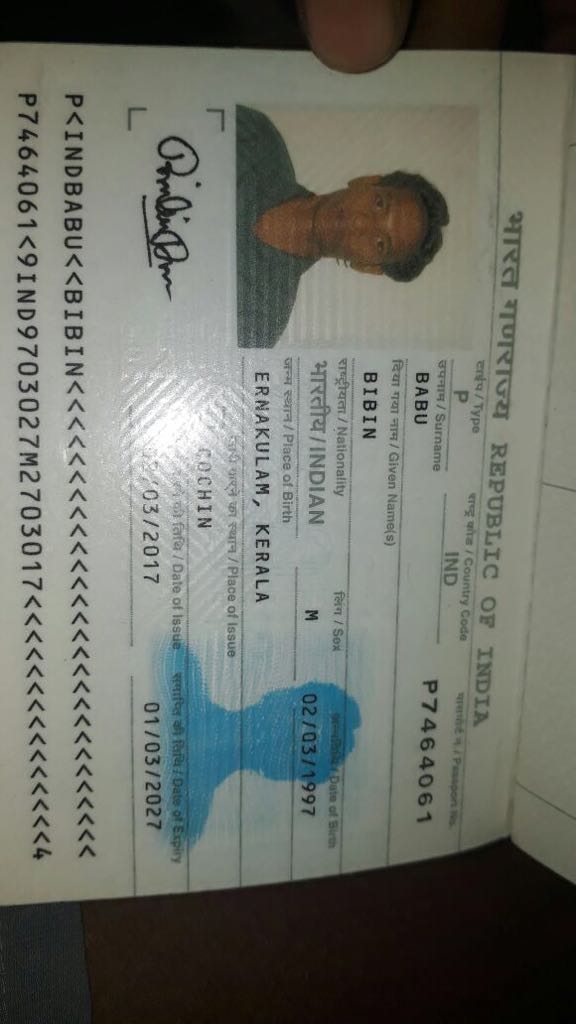 भारत गणराज्य REPUBLIC OF INDIA
टाईप / Type
राष्ट्र कोड / Country Code
पासपोर्ट न. / Passport No.
P
IND
P7464061
उपनाम / Surname
BABU
दिया गया नाम / Given Name(s)
BIBIN
राष्ट्रीयता / Nationality
लिंग / Sex
जन्मतिथि / Date of Birth
भारतीय / INDIAN
M
02/03/1997
जन्म स्थान / Place of Birth
ERNAKULAM, KERALA
जारी करने का स्थान / Place of Issue
COCHIN
करने की तिथि / Date of Issue
समाप्ति की तिथि / Date of Expiry
/03/2017
01/03/2027
P<INDBABU<<BIBIN<<<<<<<<<<<<<<<<<<<<<<<<<<<<
P7464061<9IND9703027M2703017<<<<<<<<<<<<<<<4